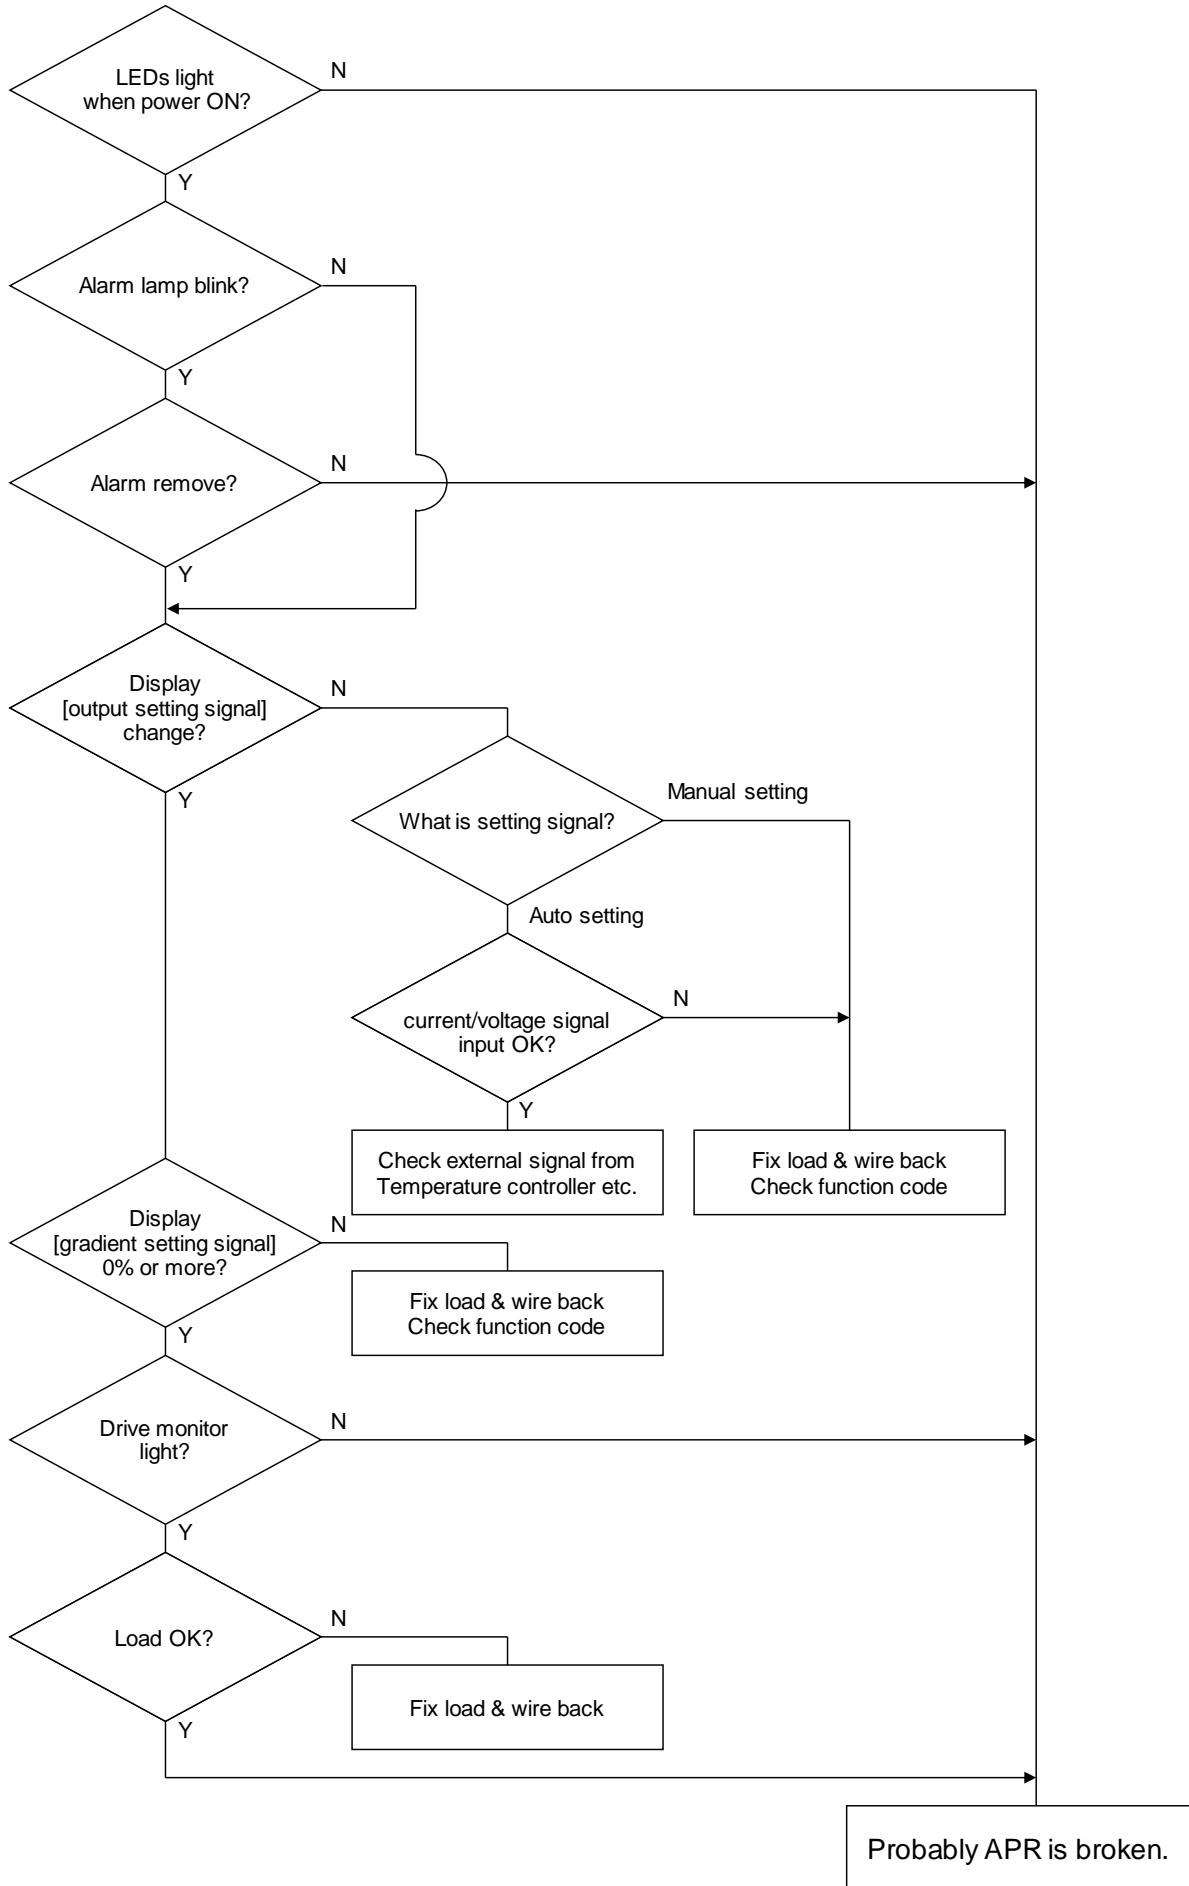 LEDs light
when power ON?
N
Y
Alarm lamp blink?
N
Y
Alarm remove?
N
Y
Display
[output setting signal]
change?
N
Y
What is setting signal?
Manual setting
Auto setting
current/voltage signal
input OK?
N
Y
Check external signal from
Temperature controller etc.
Fix load & wire back
Check function code
Display
[gradient setting signal]
0% or more?
N
Y
Fix load & wire back
Check function code
Drive monitor
light?
N
Y
Load OK?
N
Y
Fix load & wire back
Probably APR is broken.